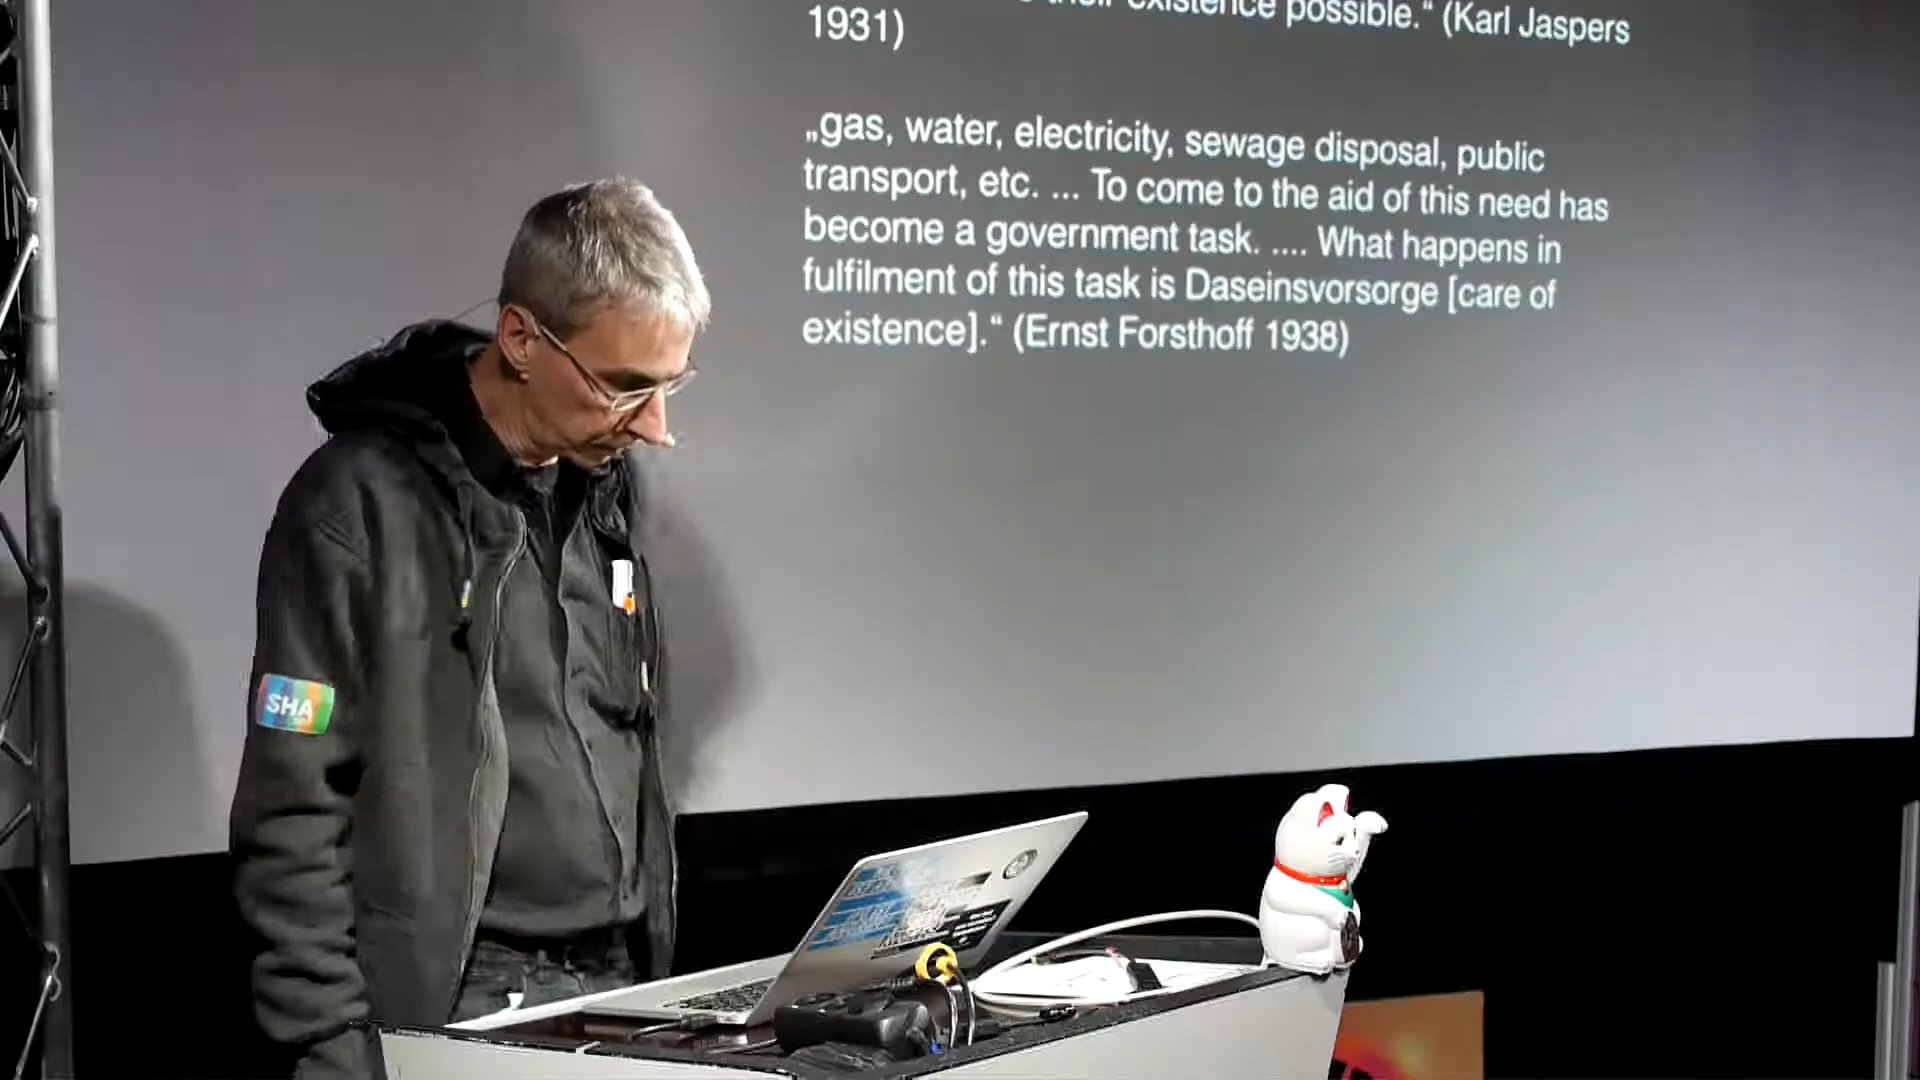 their existence possible.“ (Karl Jaspers
1931)
„gas, water, electricity, sewage disposal, public
transport, etc. ... To come to the aid of this need has
become a government task. .... What happens in
fulfilment of this task is Daseinsvorsorge [care of
existence].“ (Ernst Forsthoff 1938)
SHA